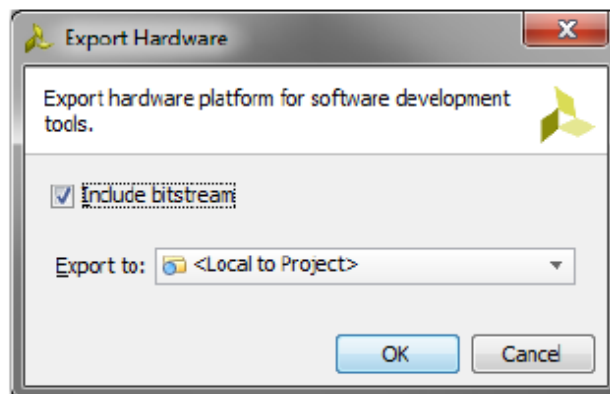 Export Hardware
Export hardware platform for software development
tools.
Include bitstream
Export to: <Local to Project>
OK Cancel